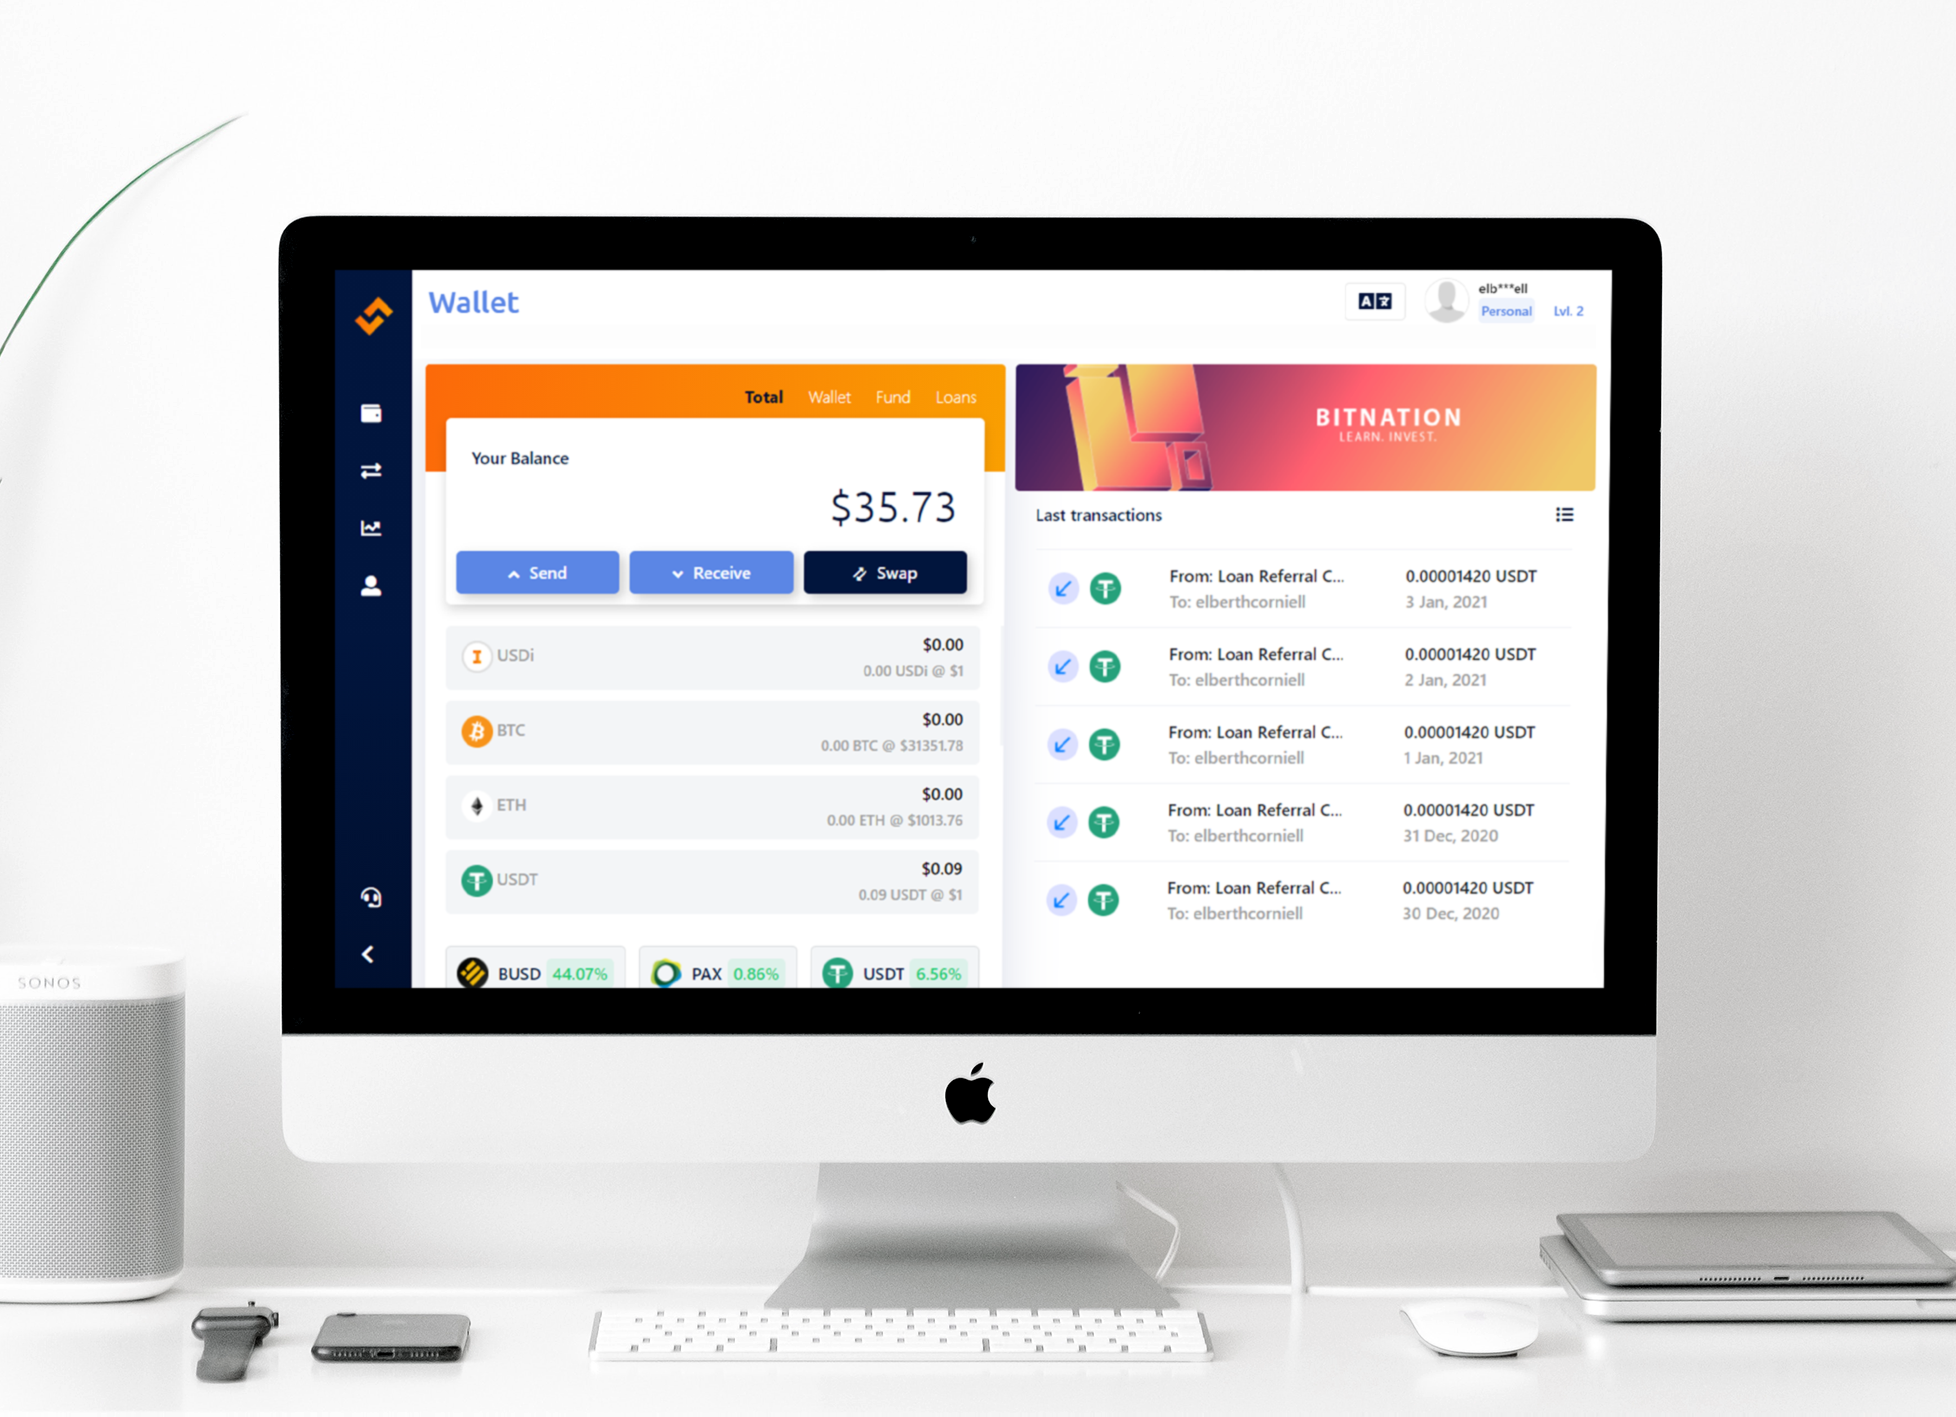 Wallet
elb***ell
Personal Lvl. 2
Total Wallet Fund Loans
Your Balance
$35.73
Send Receive Swap
USDi
$0.00
0.00 USDi @ $1
BTC
$0.00
0.00 BTC @ $31351.78
ETH
$0.00
0.00 ETH @ $1013.76
USDT
$0.09
0.09 USDT @ $1
BUSD 44.07% PAX 0.86% USDT 6.56%
BITNATION
LEARN. INVEST.
Last transactions
From: Loan Referral C... 0.00001420 USDT
To: elberthcorniell 3 Jan, 2021
From: Loan Referral C... 0.00001420 USDT
To: elberthcorniell 2 Jan, 2021
From: Loan Referral C... 0.00001420 USDT
To: elberthcorniell 1 Jan, 2021
From: Loan Referral C... 0.00001420 USDT
To: elberthcorniell 31 Dec, 2020
From: Loan Referral C... 0.00001420 USDT
To: elberthcorniell 30 Dec, 2020
SONOS